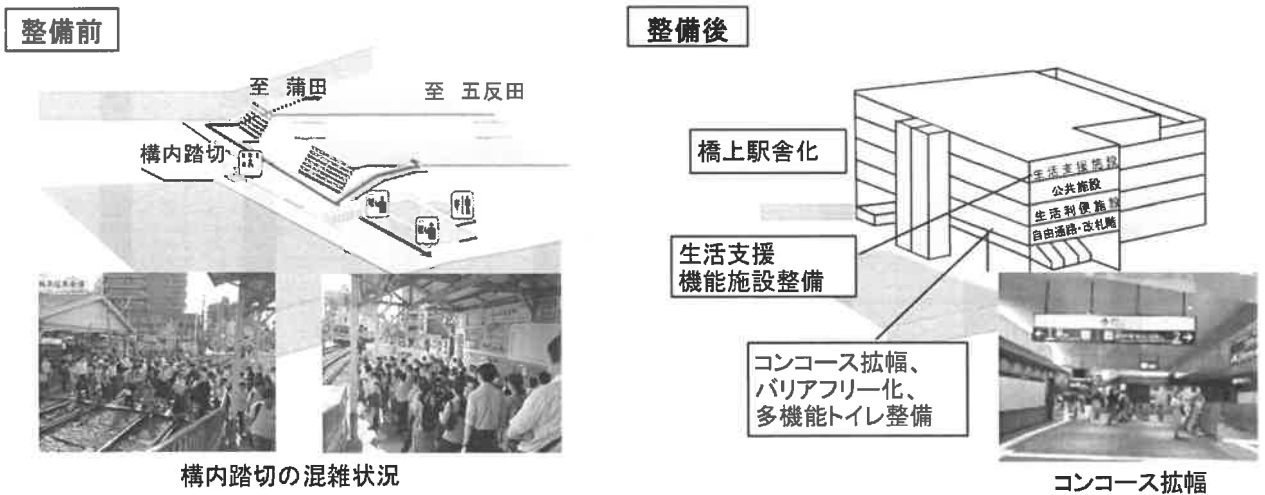 整備前
至 蒲田
至 五反田
構内踏切
構内踏切の混雑状況
整備後
橋上駅舎化
生活支援施設
公共施設
生活利便施設
自由通路・改札階
生活支援
機能施設整備
コンコース拡幅、
バリアフリー化、
多機能トイレ整備
コンコース拡幅